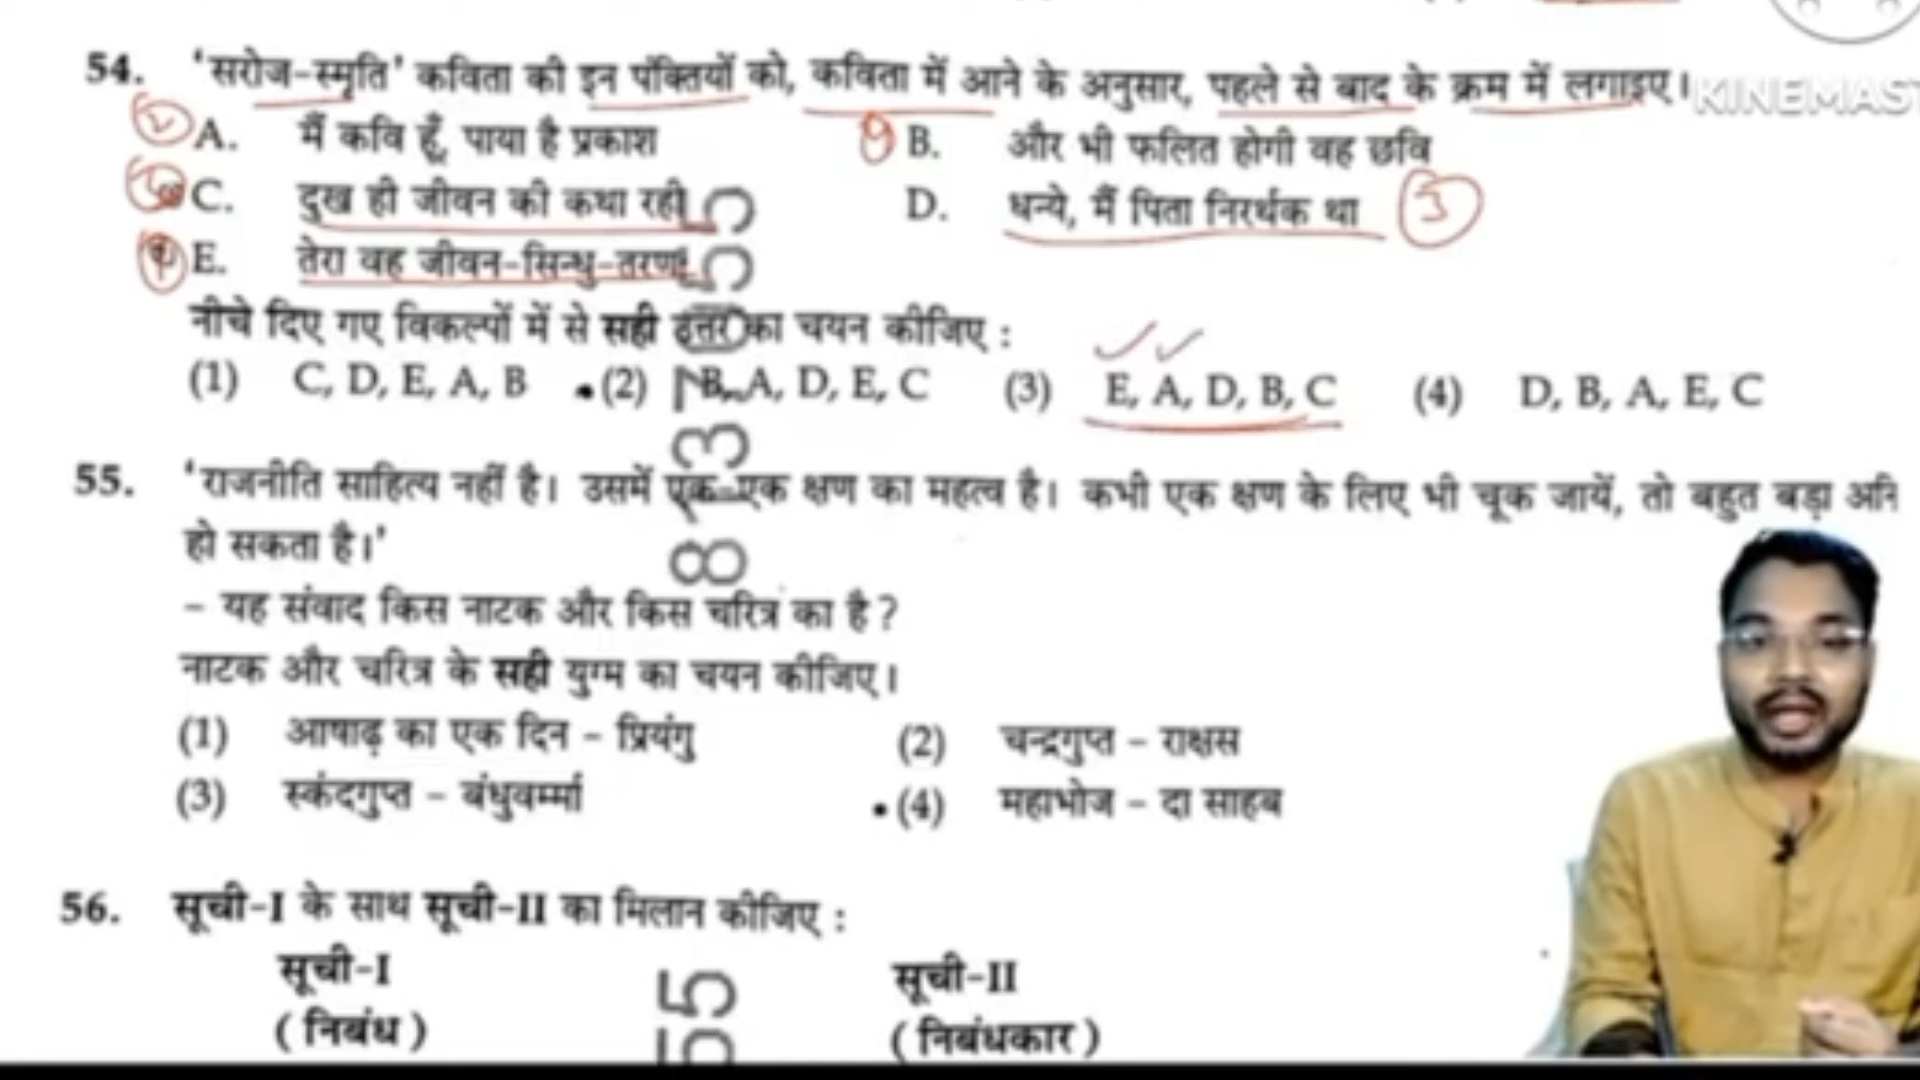 54. 'सरोज-स्मृति' कविता की इन पंक्तियों को, कविता में आने के अनुसार, पहले से बाद के क्रम में लगाइए।
KINEMAS
A. मैं कवि हूँ, पाया है प्रकाश B. और भी फलित होगी वह छवि
C. दुख ही जीवन की कथा रही D. धन्ये, मैं पिता निरर्थक था 3
E. तेरा वह जीवन-सिन्धु-तरण
नीचे दिए गए विकल्पों में से सही उत्तर का चयन कीजिए :
(1) C, D, E, A, B (2) B, A, D, E, C (3) E, A, D, B, C (4) D, B, A, E, C
55. 'राजनीति साहित्य नहीं है। उसमें एक-एक क्षण का महत्व है। कभी एक क्षण के लिए भी चूक जायें, तो बहुत बड़ा
हो सकता है।'
- यह संवाद किस नाटक और किस चरित्र का है?
नाटक और चरित्र के सही युग्म का चयन कीजिए।
(1) आषाढ़ का एक दिन - प्रियंगु (2) चन्द्रगुप्त - राक्षस
(3) स्कंदगुप्त - बंधुवर्म्मा (4) महाभोज - दा साहब
56. सूची-I के साथ सूची-II का मिलान कीजिए :
सूची-I सूची-II
(निबंध) (निबंधकार)
55